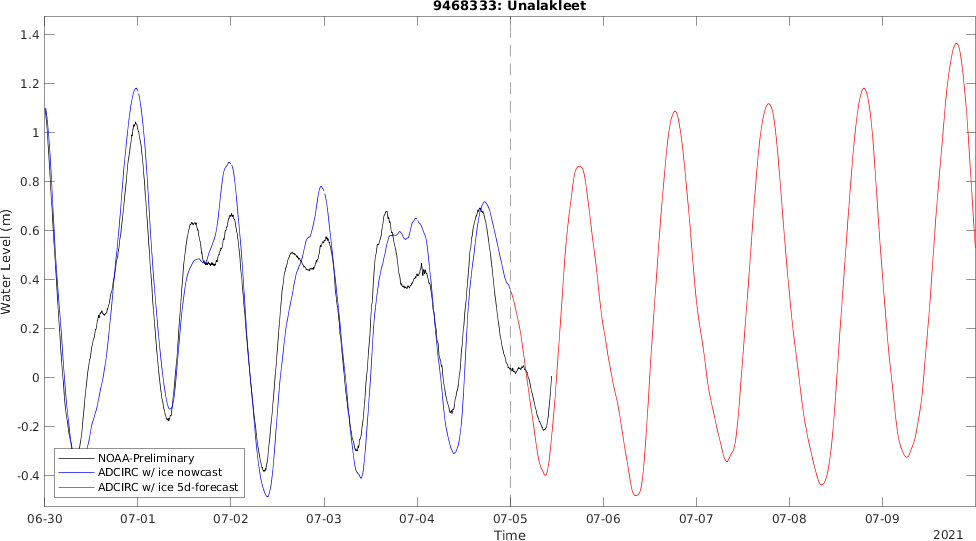 9468333: Unalakleet
1.4
1.2
1
0.8
0.6
0.4
0.2
0
-0.2
-0.4
Water Level (m)
NOAA-Preliminary
ADCIRC w/ ice nowcast
ADCIRC w/ ice 5d-forecast
06-30 07-01 07-02 07-03 07-04 07-05 07-06 07-07 07-08 07-09
Time
2021